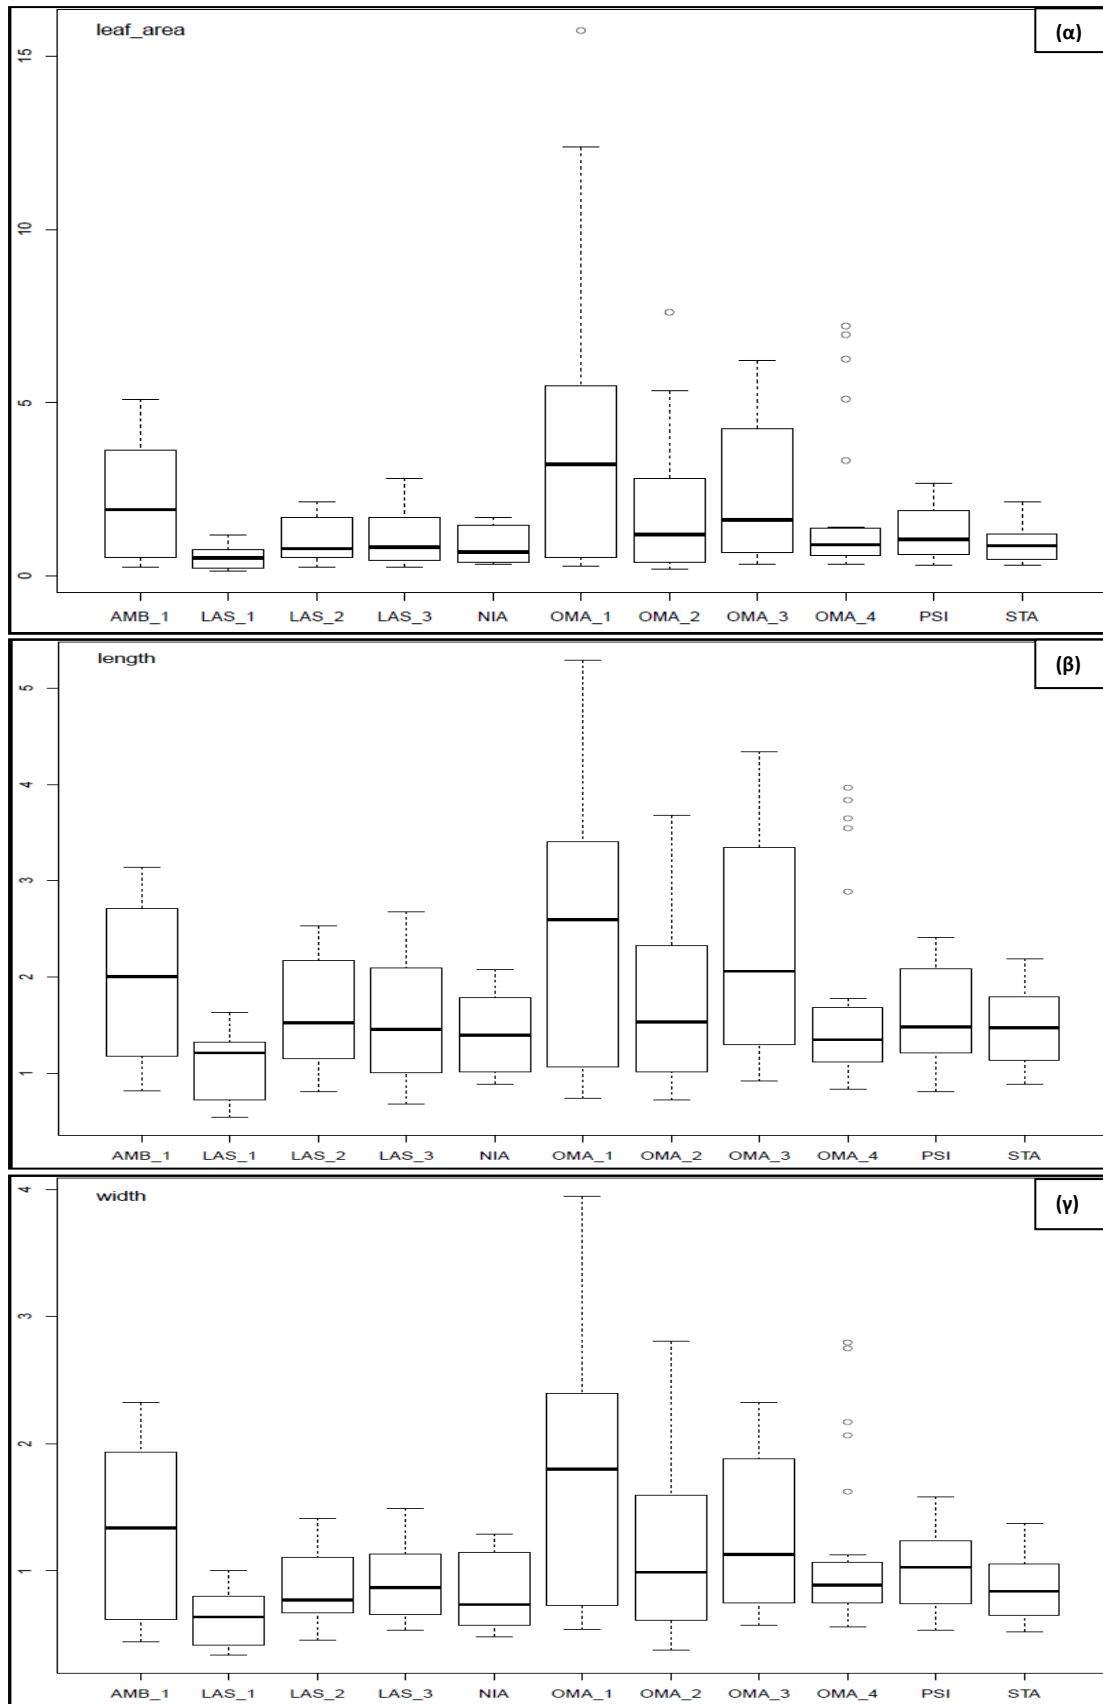 leaf_area
(α)
15
10
5
0
AMB_1 LAS_1 LAS_2 LAS_3 NIA OMA_1 OMA_2 OMA_3 OMA_4 PSI STA
length
(β)
5
4
3
2
1
AMB_1 LAS_1 LAS_2 LAS_3 NIA OMA_1 OMA_2 OMA_3 OMA_4 PSI STA
width
(γ)
4
3
2
1
AMB_1 LAS_1 LAS_2 LAS_3 NIA OMA_1 OMA_2 OMA_3 OMA_4 PSI STA